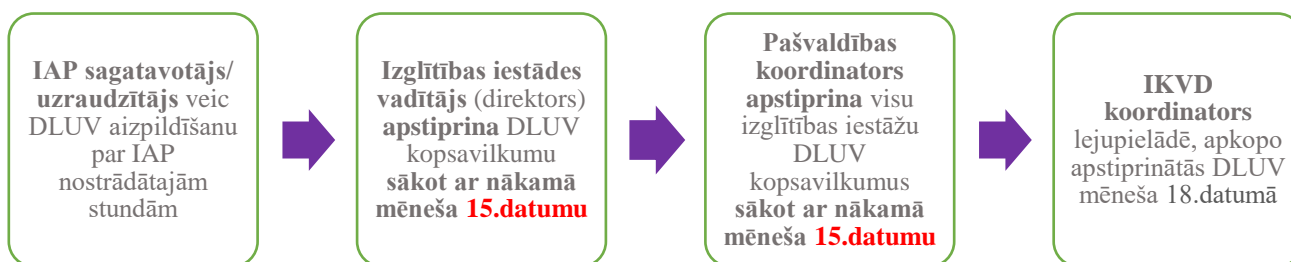 IAP sagatavotājs/
uzraudzītājs veic
DLUV aizpildīšanu
par IAP
nostrādātajām
stundām
Izglītības iestādes
vadītājs (direktors)
apstiprina DLUV
kopsavilkumu
sākot ar nākamā
mēneša 15.datumu
Pašvaldības
koordinators
apstiprina visu
izglītības iestāžu
DLUV
kopsavilkumus
sākot ar nākamā
mēneša 15.datumu
IKVD
koordinators
lejupielādē, apkopo
apstiprinātās DLUV
mēneša 18.datumā